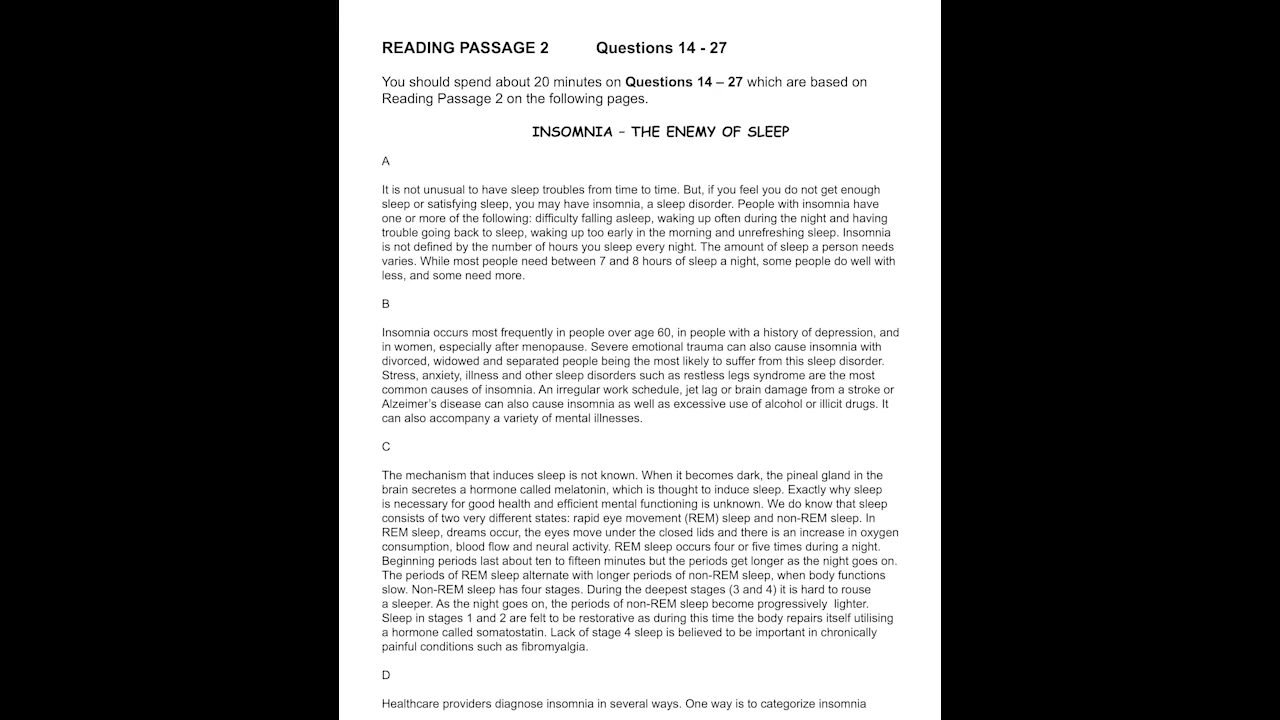 READING PASSAGE 2 Questions 14 - 27
You should spend about 20 minutes on Questions 14 – 27 which are based on
Reading Passage 2 on the following pages.
INSOMNIA – THE ENEMY OF SLEEP
A
It is not unusual to have sleep troubles from time to time. But, if you feel you do not get enough
sleep or satisfying sleep, you may have insomnia, a sleep disorder. People with insomnia have
one or more of the following: difficulty falling asleep, waking up often during the night and having
trouble going back to sleep, waking up too early in the morning and unrefreshing sleep. Insomnia
is not defined by the number of hours you sleep every night. The amount of sleep a person needs
varies. While most people need between 7 and 8 hours of sleep a night, some people do well with
less, and some need more.
B
Insomnia occurs most frequently in people over age 60, in people with a history of depression, and
in women, especially after menopause. Severe emotional trauma can also cause insomnia with
divorced, widowed and separated people being the most likely to suffer from this sleep disorder.
Stress, anxiety, illness and other sleep disorders such as restless legs syndrome are the most
common causes of insomnia. An irregular work schedule, jet lag or brain damage from a stroke or
Alzeimer's disease can also cause insomnia as well as excessive use of alcohol or illicit drugs. It
can also accompany a variety of mental illnesses.
C
The mechanism that induces sleep is not known. When it becomes dark, the pineal gland in the
brain secretes a hormone called melatonin, which is thought to induce sleep. Exactly why sleep
is necessary for good health and efficient mental functioning is unknown. We do know that sleep
consists of two very different states: rapid eye movement (REM) sleep and non-REM sleep. In
REM sleep, dreams occur, the eyes move under the closed lids and there is an increase in oxygen
consumption, blood flow and neural activity. REM sleep occurs four or five times during a night.
Beginning periods last about ten to fifteen minutes but the periods get longer as the night goes on.
The periods of REM sleep alternate with longer periods of non-REM sleep, when body functions
slow. Non-REM sleep has four stages. During the deepest stages (3 and 4) it is hard to rouse
a sleeper. As the night goes on, the periods of non-REM sleep become progressively lighter.
Sleep in stages 1 and 2 are felt to be restorative as during this time the body repairs itself utilising
a hormone called somatostatin. Lack of stage 4 sleep is believed to be important in chronically
painful conditions such as fibromyalgia.
D
Healthcare providers diagnose insomnia in several ways. One way is to categorize insomnia